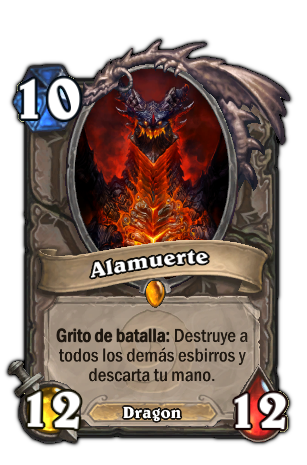 10
Alamuerte
Grito de batalla: Destruye a
todos los demás esbirros y
descarta tu mano.
12
Dragon
12